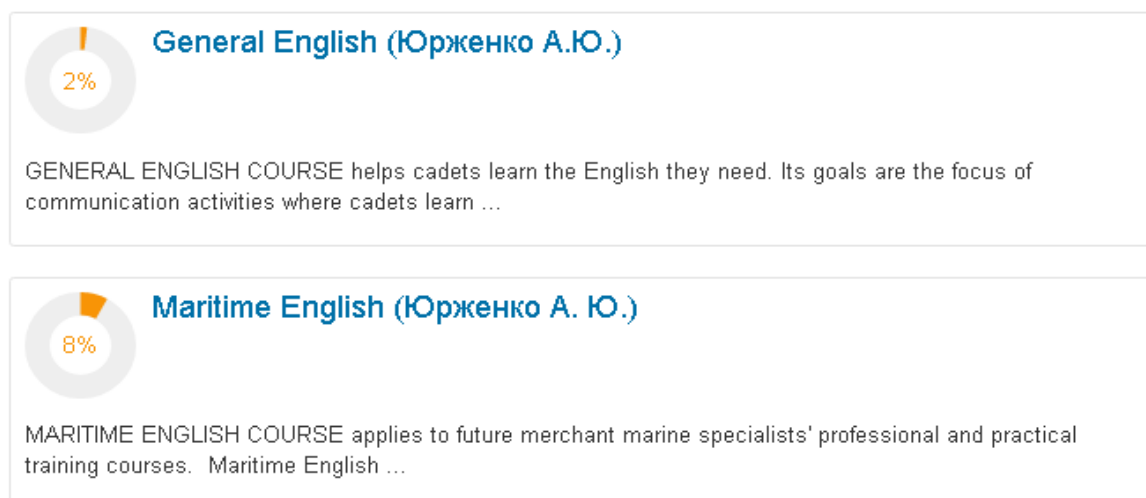 General English (Юрженко А.Ю.)
2%
GENERAL ENGLISH COURSE helps cadets learn the English they need. Its goals are the focus of
communication activities where cadets learn ...
Maritime English (Юрженко А. Ю.)
8%
MARITIME ENGLISH COURSE applies to future merchant marine specialists' professional and practical
training courses.  Maritime English ...